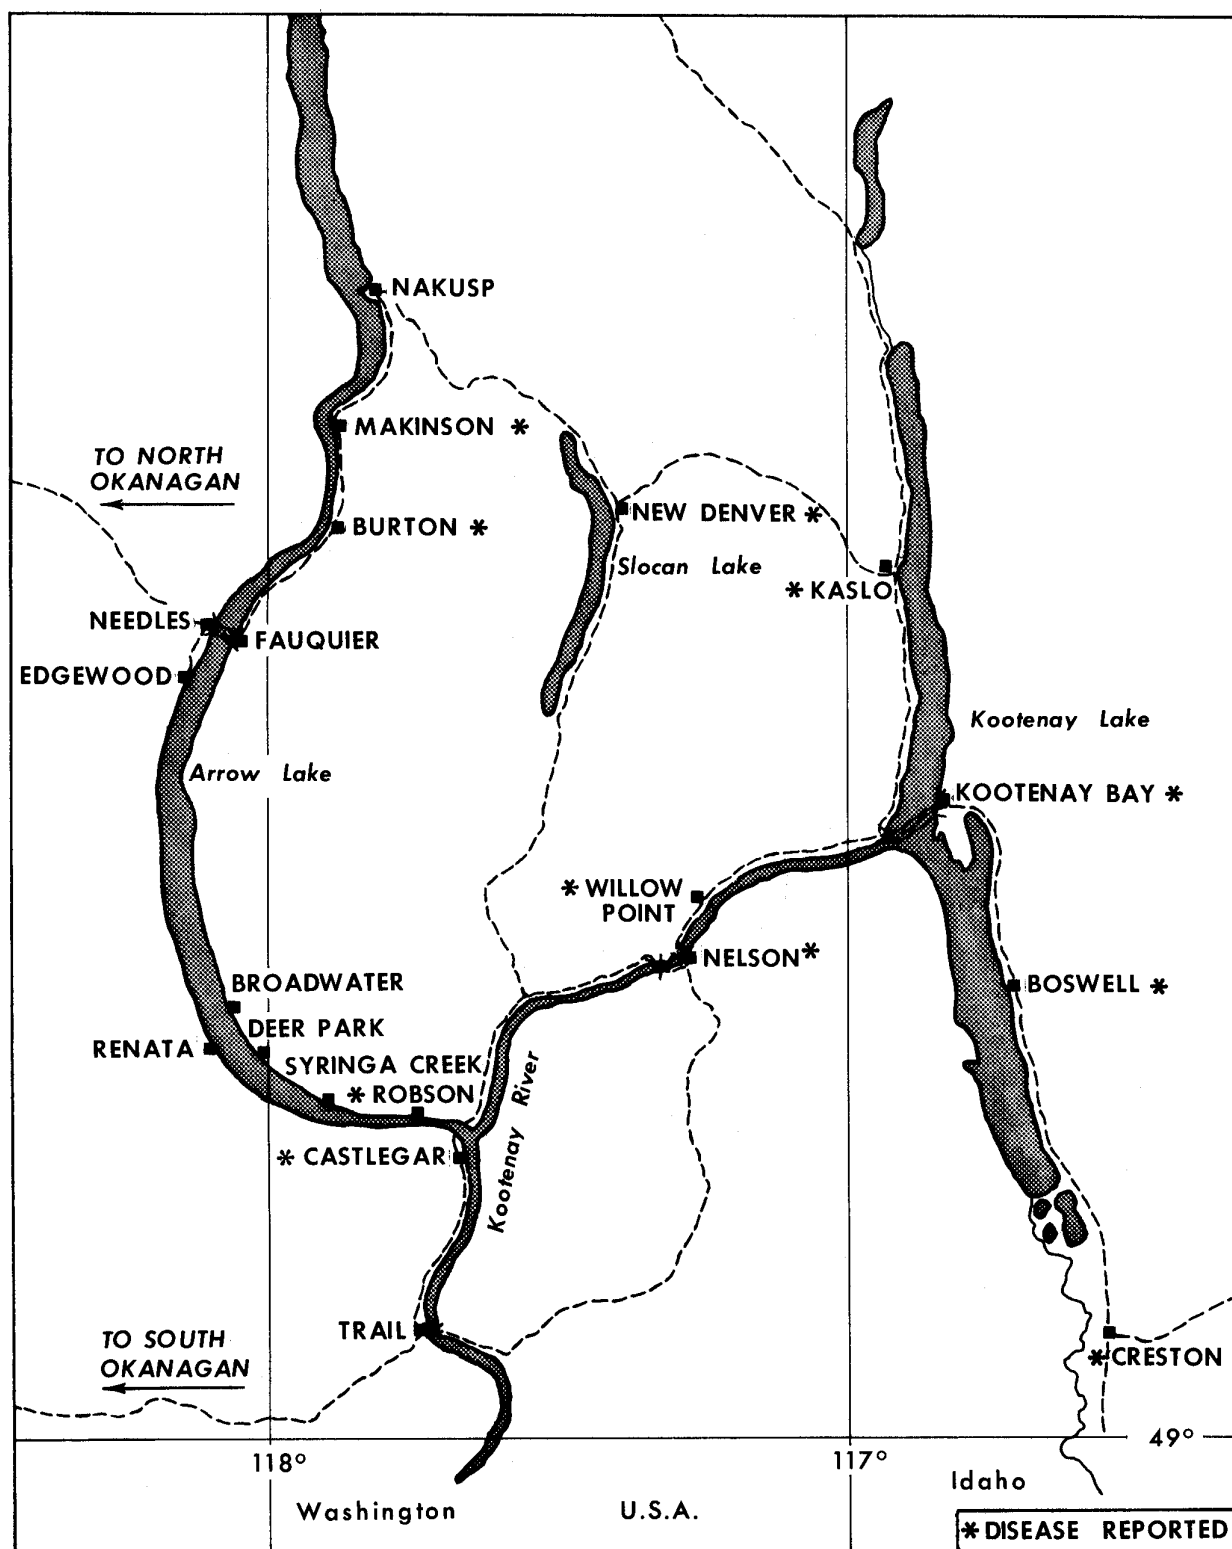 NAKUSP
MAKINSON *
TO NORTH
OKANAGAN
BURTON *
NEW DENVER *
Slocan Lake
* KASLO
NEEDLES
FAUQUIER
EDGEWOOD
Kootenay Lake
Arrow Lake
KOOTENAY BAY *
* WILLOW
POINT
NELSON *
BROADWATER
BOSWELL *
DEER PARK
RENATA
SYRINGA CREEK
* ROBSON
Kootenay River
* CASTLEGAR
TRAIL
TO SOUTH
OKANAGAN
* CRESTON
49°
118°
117°
Idaho
Washington U.S.A.
* DISEASE REPORTED